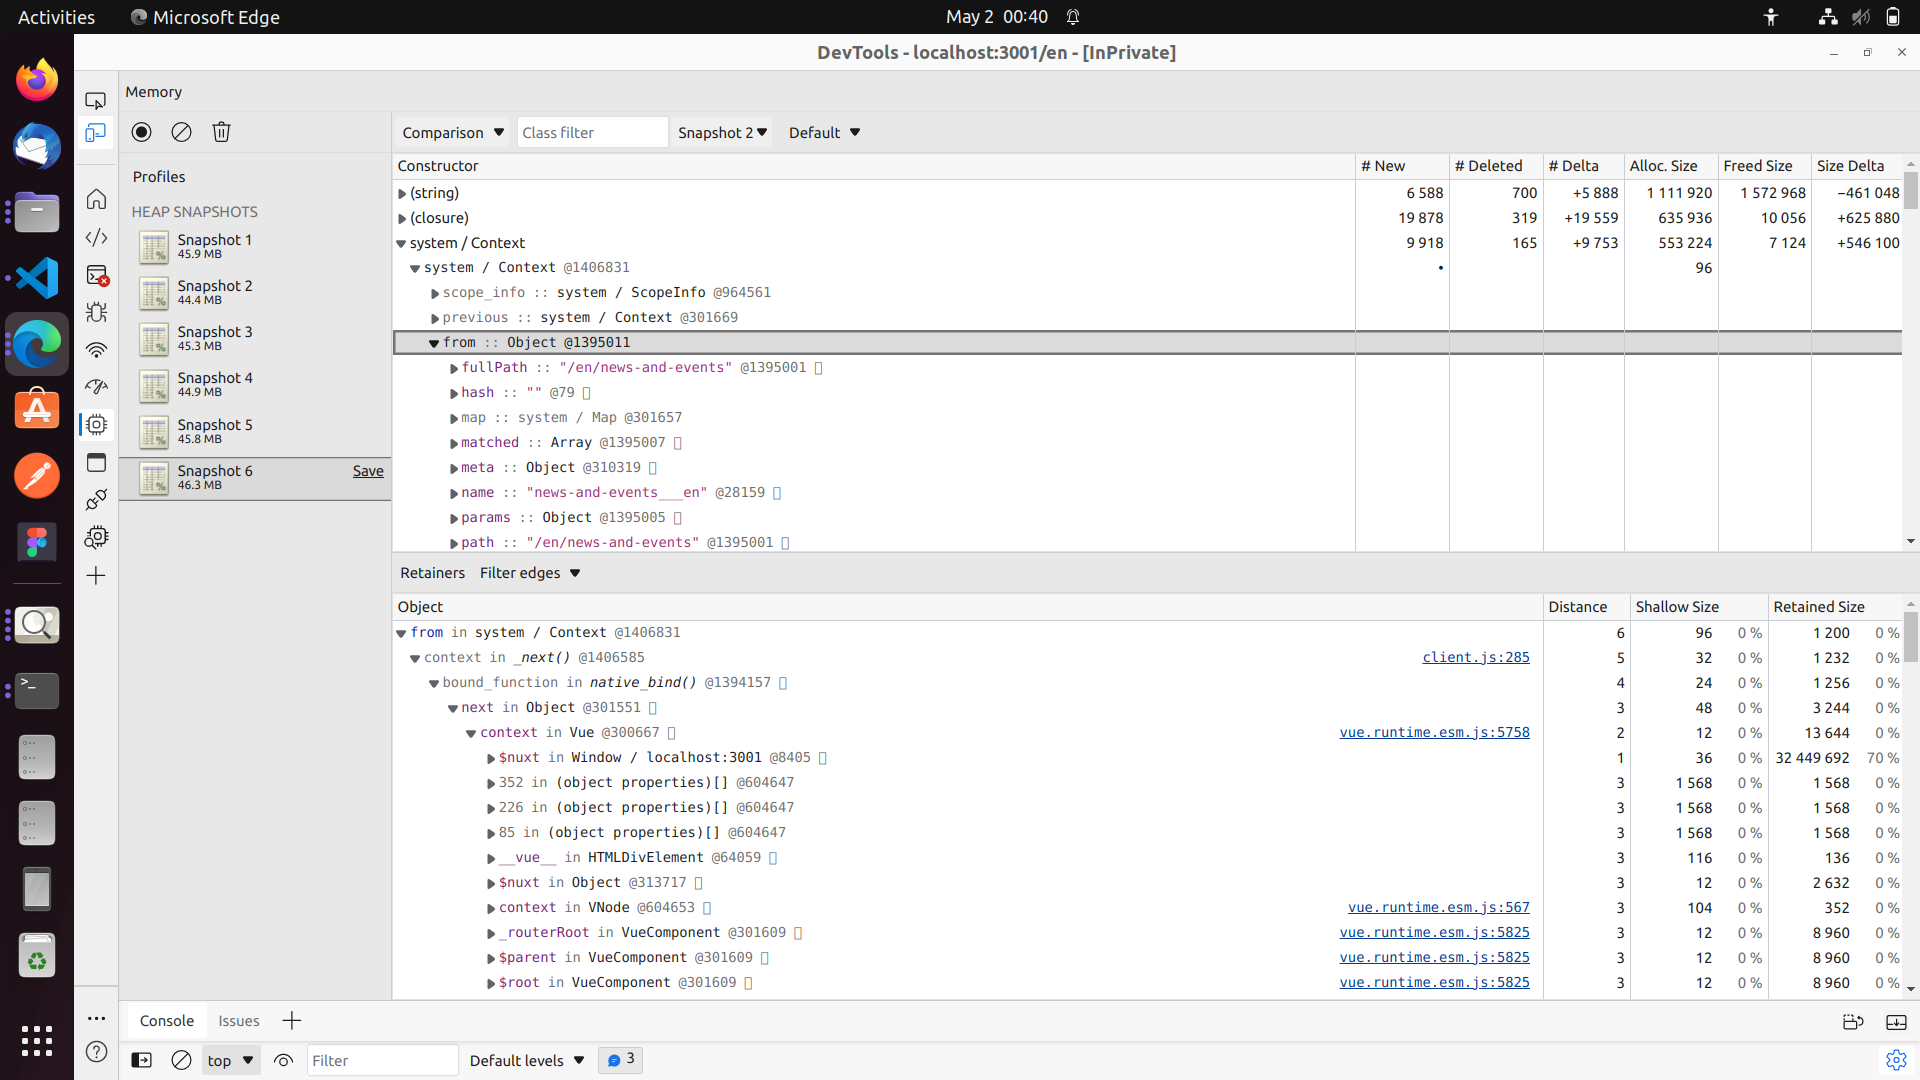 Activities
Microsoft Edge
May 2 00:40
DevTools - localhost:3001/en - [InPrivate]
Memory
Comparison
Class filter
Snapshot 2
Default
Profiles
HEAP SNAPSHOTS
Snapshot 1
45.9 MB
Snapshot 2
44.4 MB
Snapshot 3
45.3 MB
Snapshot 4
44.9 MB
Snapshot 5
45.8 MB
Snapshot 6
46.3 MB
Save
Constructor # New # Deleted # Delta Alloc. Size Freed Size Size Delta
(string) 6 588 700 +5 888 1 111 920 1 572 968 −461 048
(closure) 19 878 319 +19 559 635 936 10 056 +625 880
system / Context 9 918 165 +9 753 553 224 7 124 +546 100
system / Context @1406831 • 96
scope_info :: system / ScopeInfo @964561
previous :: system / Context @301669
from :: Object @1395011
fullPath :: "/en/news-and-events" @1395001
hash :: "" @79
map :: system / Map @301657
matched :: Array @1395007
meta :: Object @310319
name :: "news-and-events___en" @28159
params :: Object @1395005
path :: "/en/news-and-events" @1395001
Retainers Filter edges
Object Distance Shallow Size Retained Size
from in system / Context @1406831 6 96 0 % 1 200 0 %
context in _next() @1406585 client.js:285 5 32 0 % 1 232 0 %
bound_function in native_bind() @1394157 4 24 0 % 1 256 0 %
next in Object @301551 3 48 0 % 3 244 0 %
context in Vue @300667 vue.runtime.esm.js:5758 2 12 0 % 13 644 0 %
$nuxt in Window / localhost:3001 @8405 1 36 0 % 32 449 692 70 %
352 in (object properties)[] @604647 3 1 568 0 % 1 568 0 %
226 in (object properties)[] @604647 3 1 568 0 % 1 568 0 %
85 in (object properties)[] @604647 3 1 568 0 % 1 568 0 %
__vue__ in HTMLDivElement @64059 3 116 0 % 136 0 %
$nuxt in Object @313717 3 12 0 % 2 632 0 %
context in VNode @604653 vue.runtime.esm.js:567 3 104 0 % 352 0 %
_routerRoot in VueComponent @301609 vue.runtime.esm.js:5825 3 12 0 % 8 960 0 %
$parent in VueComponent @301609 vue.runtime.esm.js:5825 3 12 0 % 8 960 0 %
$root in VueComponent @301609 vue.runtime.esm.js:5825 3 12 0 % 8 960 0 %
Console Issues
top
Filter
Default levels
3